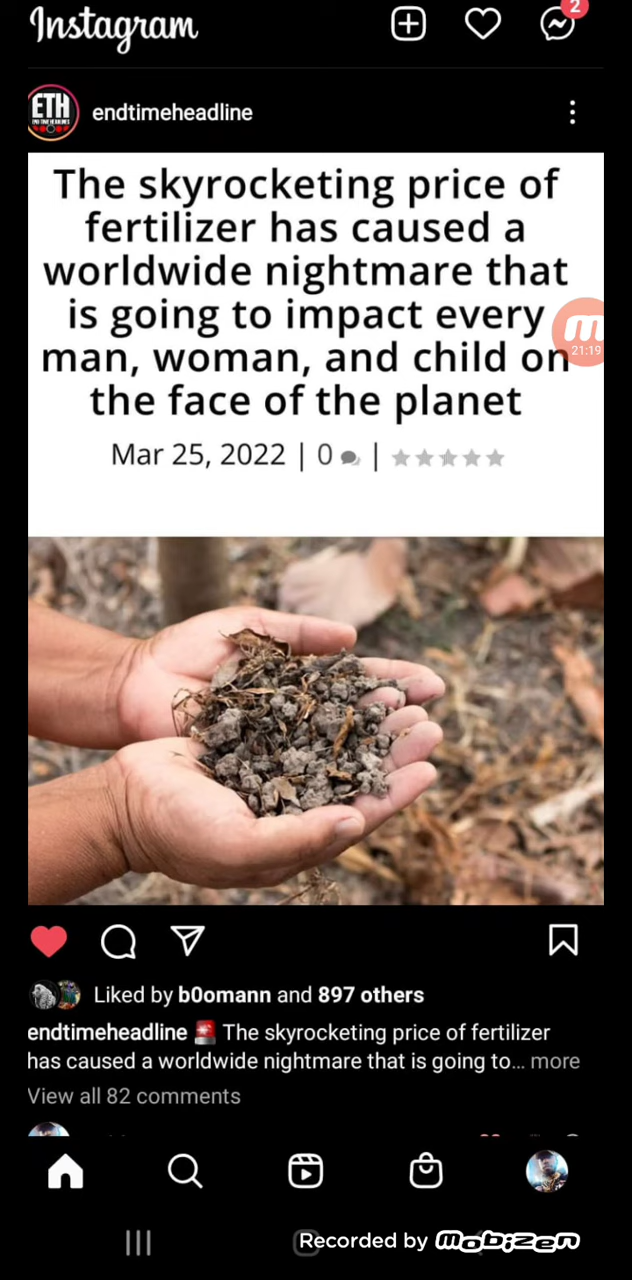 Instagram
2
ETH
endtimeheadline
The skyrocketing price of
fertilizer has caused a
worldwide nightmare that
is going to impact every
man, woman, and child on
the face of the planet
21:19
Mar 25, 2022 | 0 |
Liked by b0omann and 897 others
endtimeheadline 🚨 The skyrocketing price of fertilizer
has caused a worldwide nightmare that is going to... more
View all 82 comments
Recorded by mobizen